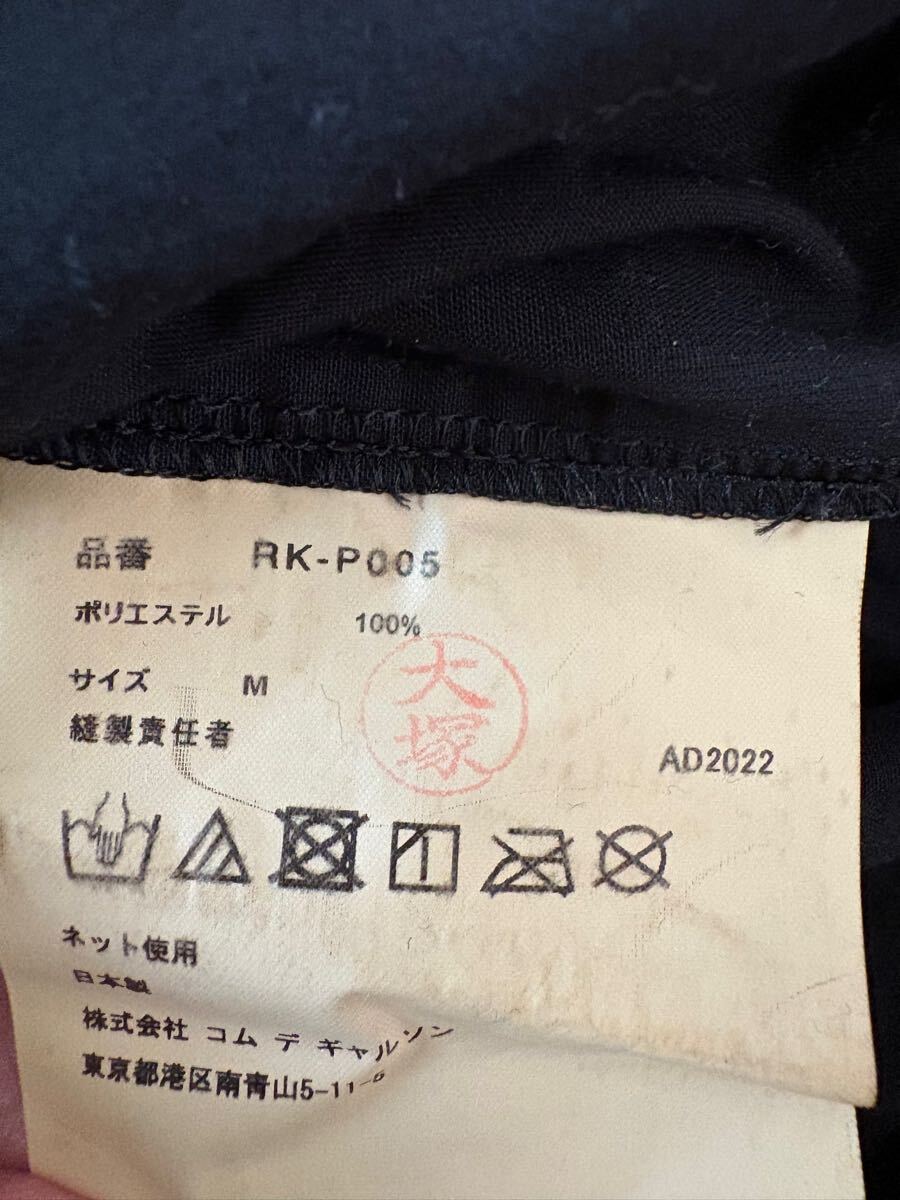 品番 RK-P005
ポリエステル 100%
サイズ M
縫製責任者
大塚
AD2022
ネット使用
日本製
株式会社 コム デ ギャルソン
東京都港区南青山5-11-5